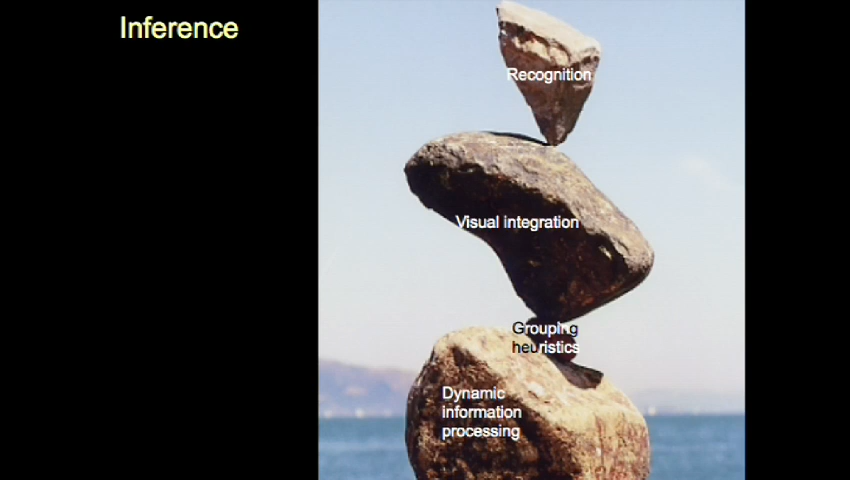 Inference
Recognition
Visual integration
Grouping
heuristics
Dynamic
information
processing